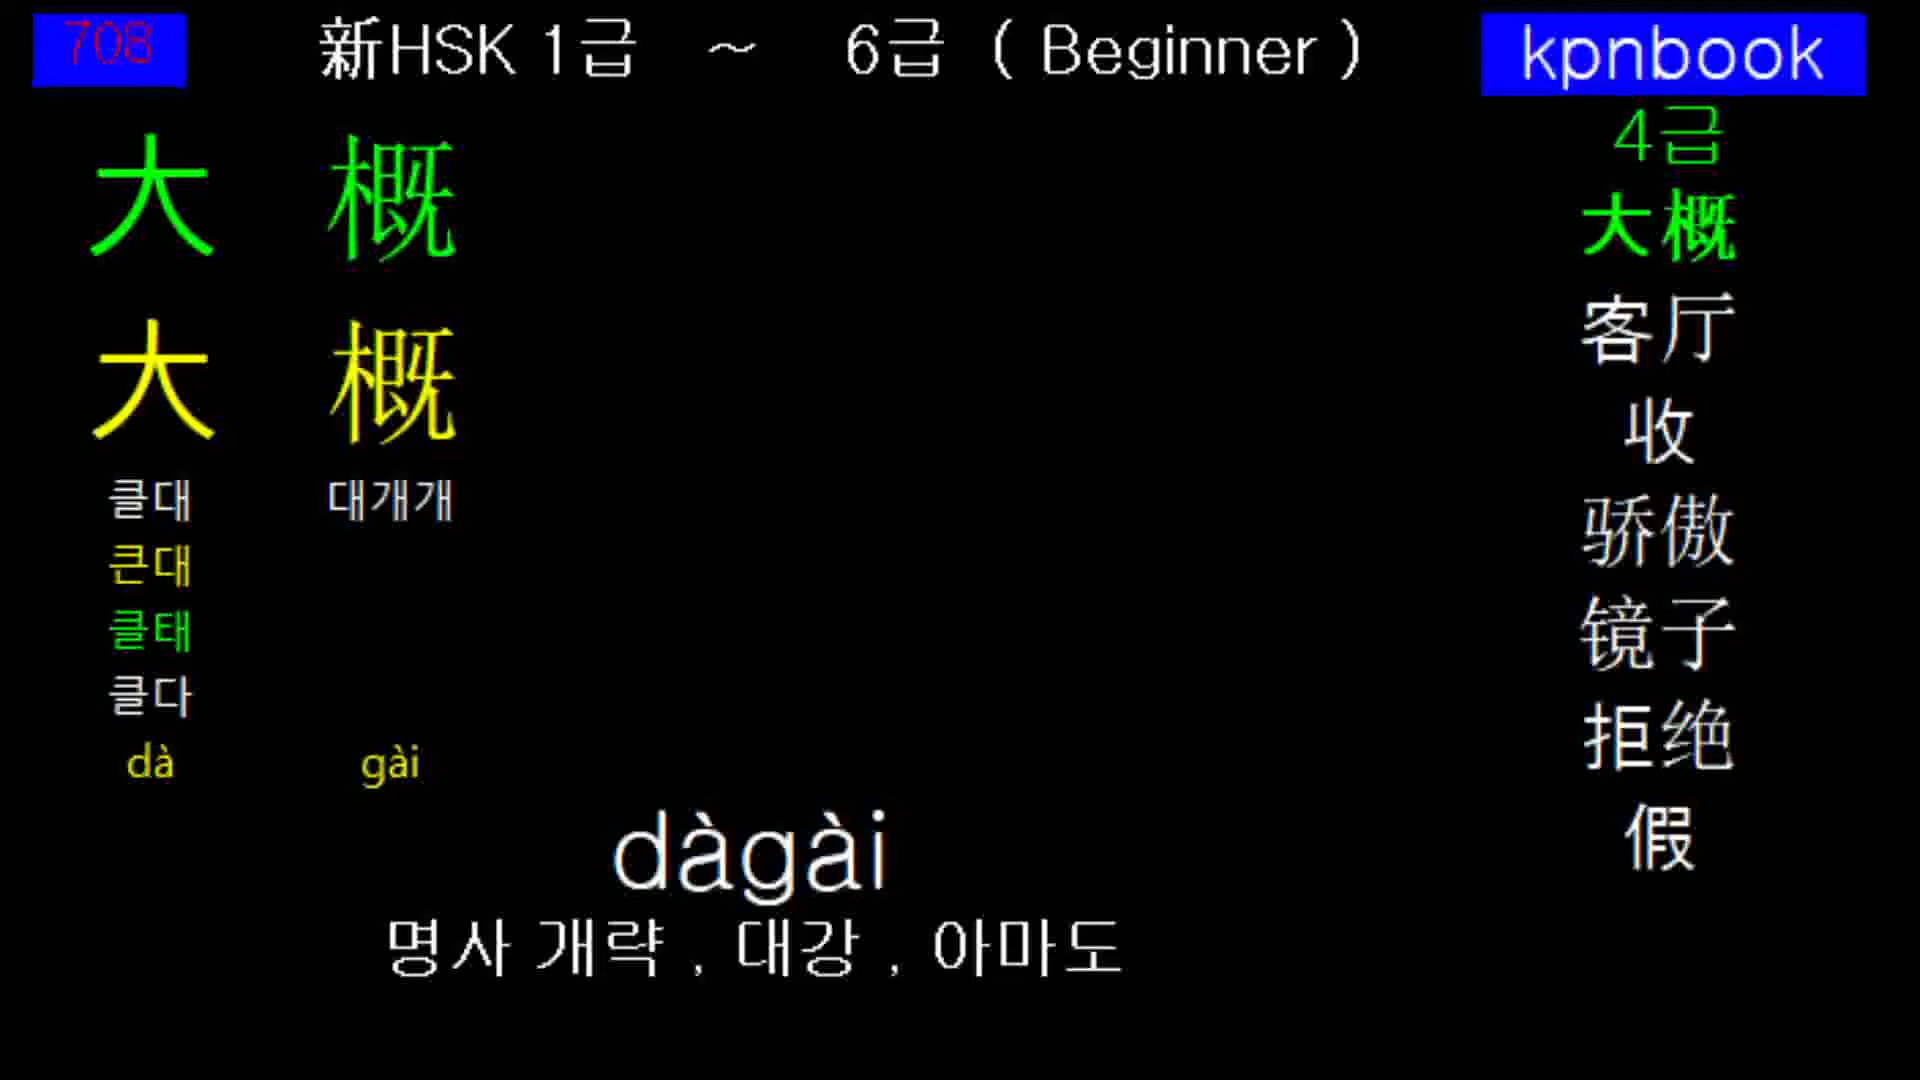 708 新HSK 1급 ~ 6급 ( Beginner ) kpnbook
4급
大 概
大概
客厅
大 概
收
클대 대개개
骄傲
큰대
클태
镜子
클다
拒绝
dà gài
假
dàgài
명사 개략 , 대강 , 아마도